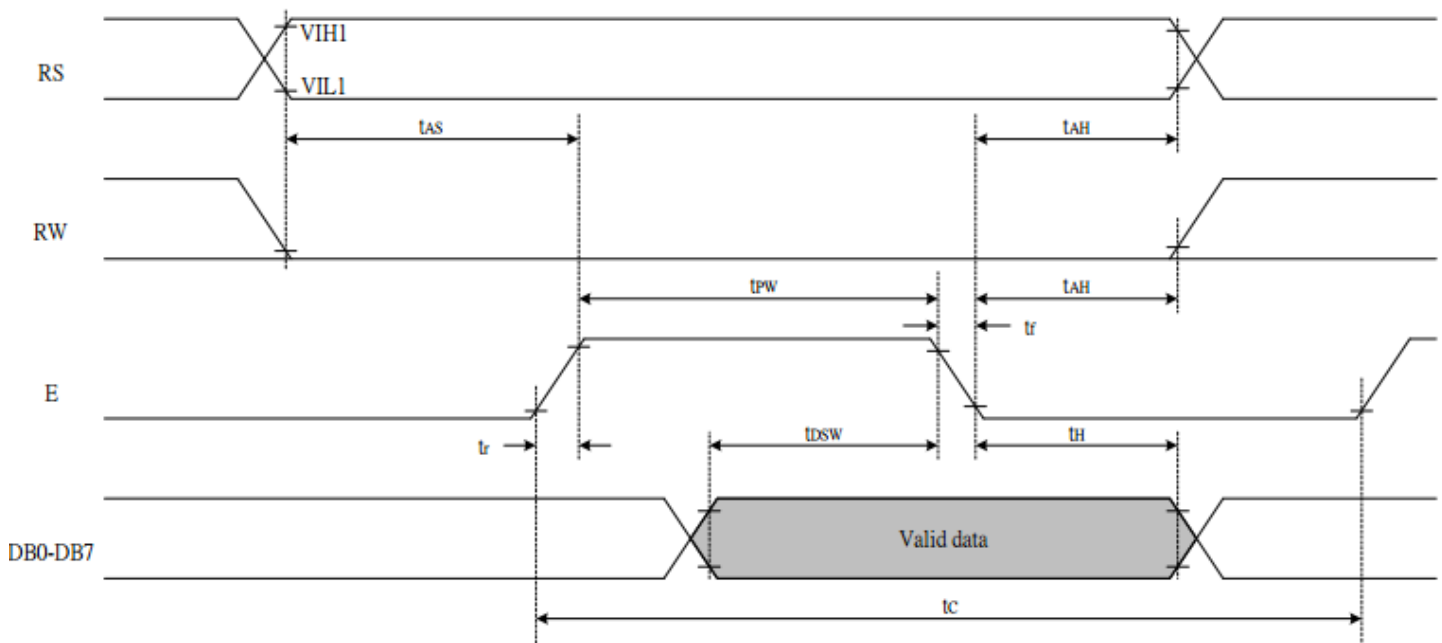 VIH1
RS
VIL1
tAS
tAH
RW
tPW
tAH
tf
E
tDSW
tH
tr
Valid data
DB0-DB7
tC